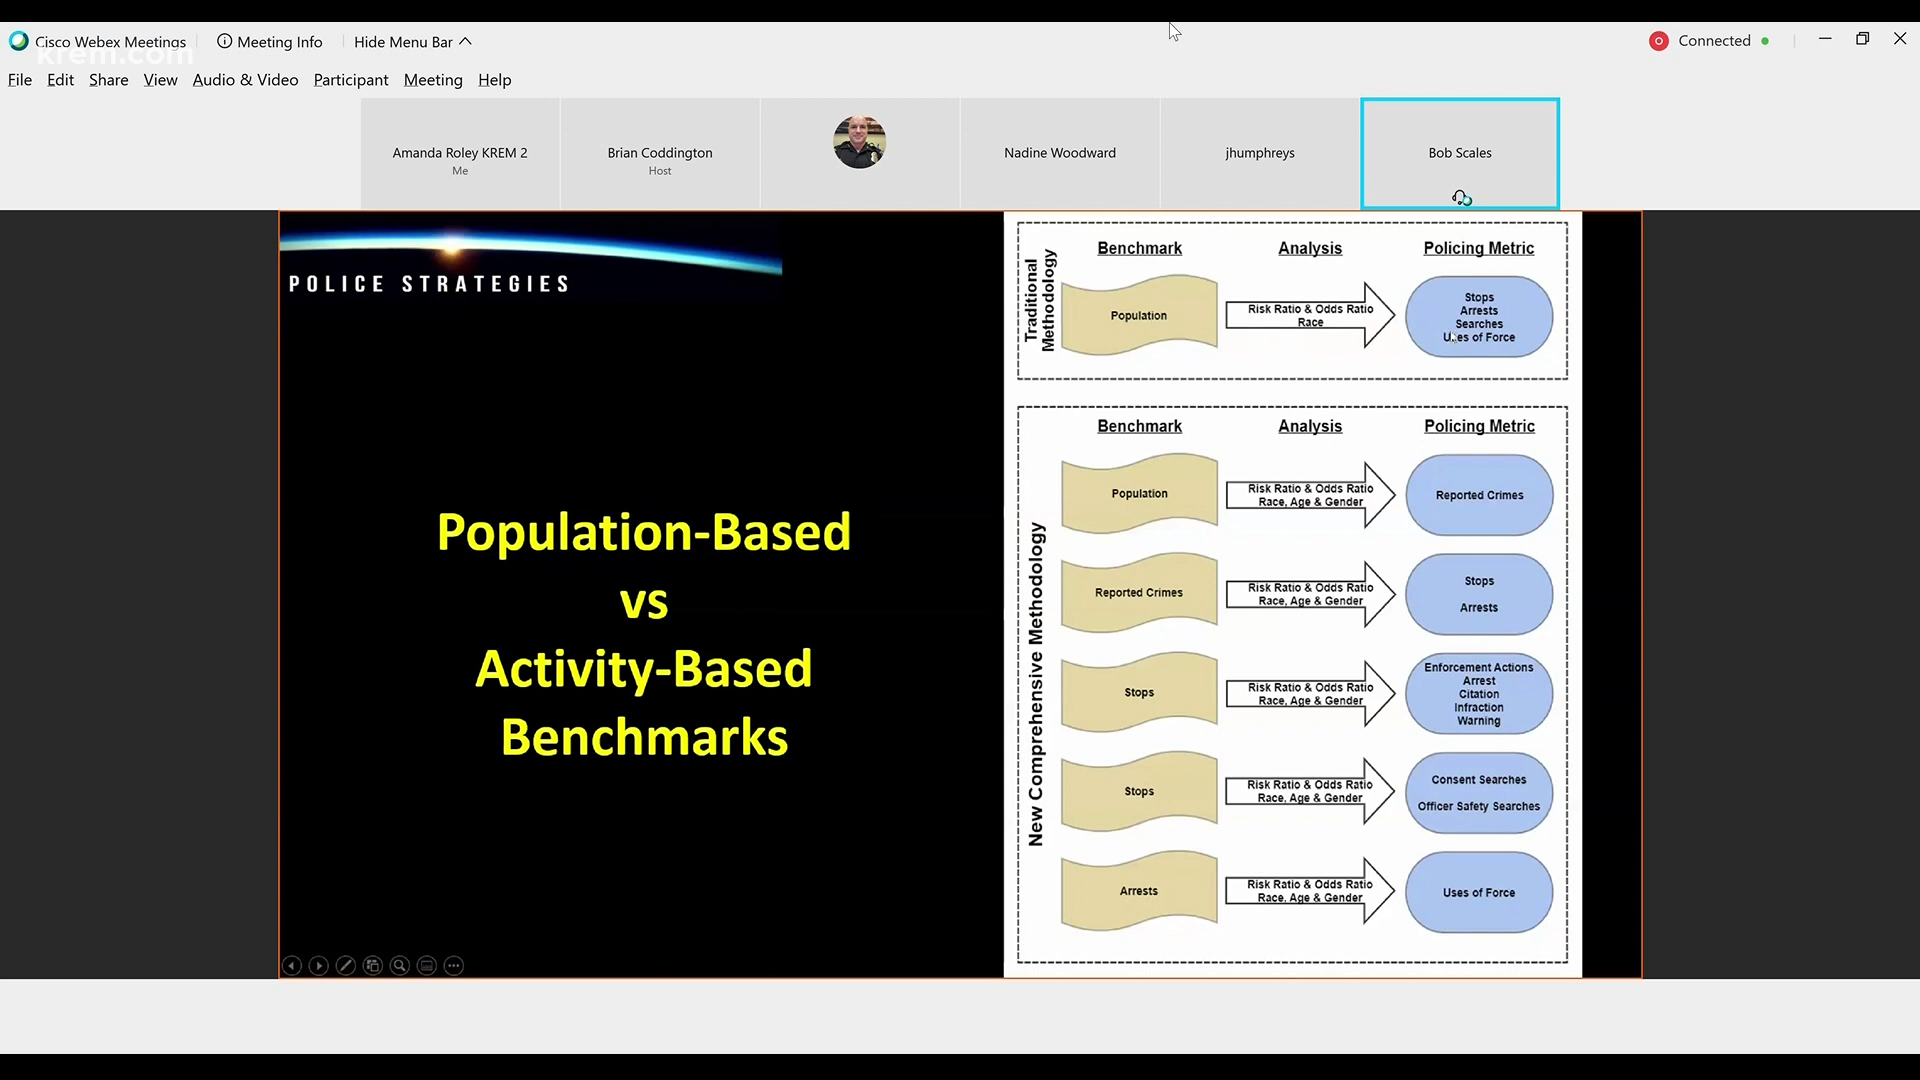 Cisco Webex Meetings
Meeting Info
Hide Menu Bar
Connected
krem.com
File Edit Share View Audio & Video Participant Meeting Help
Amanda Roley KREM 2
Me
Brian Coddington
Host
Nadine Woodward
jhumphreys
Bob Scales
POLICE STRATEGIES
Population-Based
vs
Activity-Based
Benchmarks
Traditional
Methodology
Benchmark Analysis Policing Metric
Population
Risk Ratio & Odds Ratio
Race
Stops
Arrests
Searches
Uses of Force
New Comprehensive Methodology
Benchmark Analysis Policing Metric
Population
Risk Ratio & Odds Ratio
Race, Age & Gender
Reported Crimes
Reported Crimes
Risk Ratio & Odds Ratio
Race, Age & Gender
Stops
Arrests
Stops
Risk Ratio & Odds Ratio
Race, Age & Gender
Enforcement Actions
Arrest
Citation
Infraction
Warning
Stops
Risk Ratio & Odds Ratio
Race, Age & Gender
Consent Searches
Officer Safety Searches
Arrests
Risk Ratio & Odds Ratio
Race, Age & Gender
Uses of Force